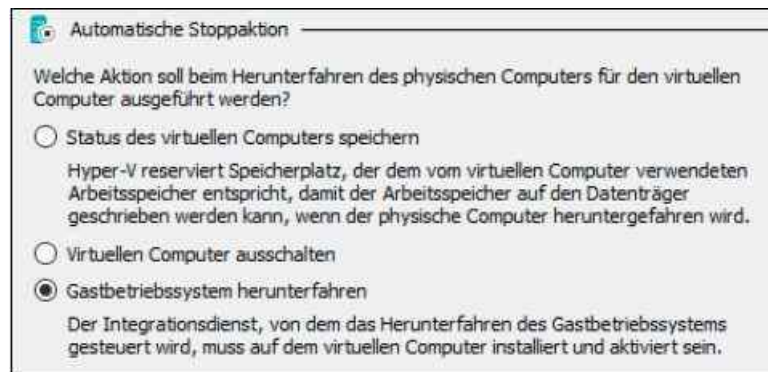 Automatische Stoppaktion
Welche Aktion soll beim Herunterfahren des physischen Computers für den virtuellen
Computer ausgeführt werden?
Status des virtuellen Computers speichern
Hyper-V reserviert Speicherplatz, der dem vom virtuellen Computer verwendeten
Arbeitsspeicher entspricht, damit der Arbeitsspeicher auf den Datenträger
geschrieben werden kann, wenn der physische Computer heruntergefahren wird.
Virtuellen Computer ausschalten
Gastbetriebssystem herunterfahren
Der Integrationsdienst, von dem das Herunterfahren des Gastbetriebssystems
gesteuert wird, muss auf dem virtuellen Computer installiert und aktiviert sein.